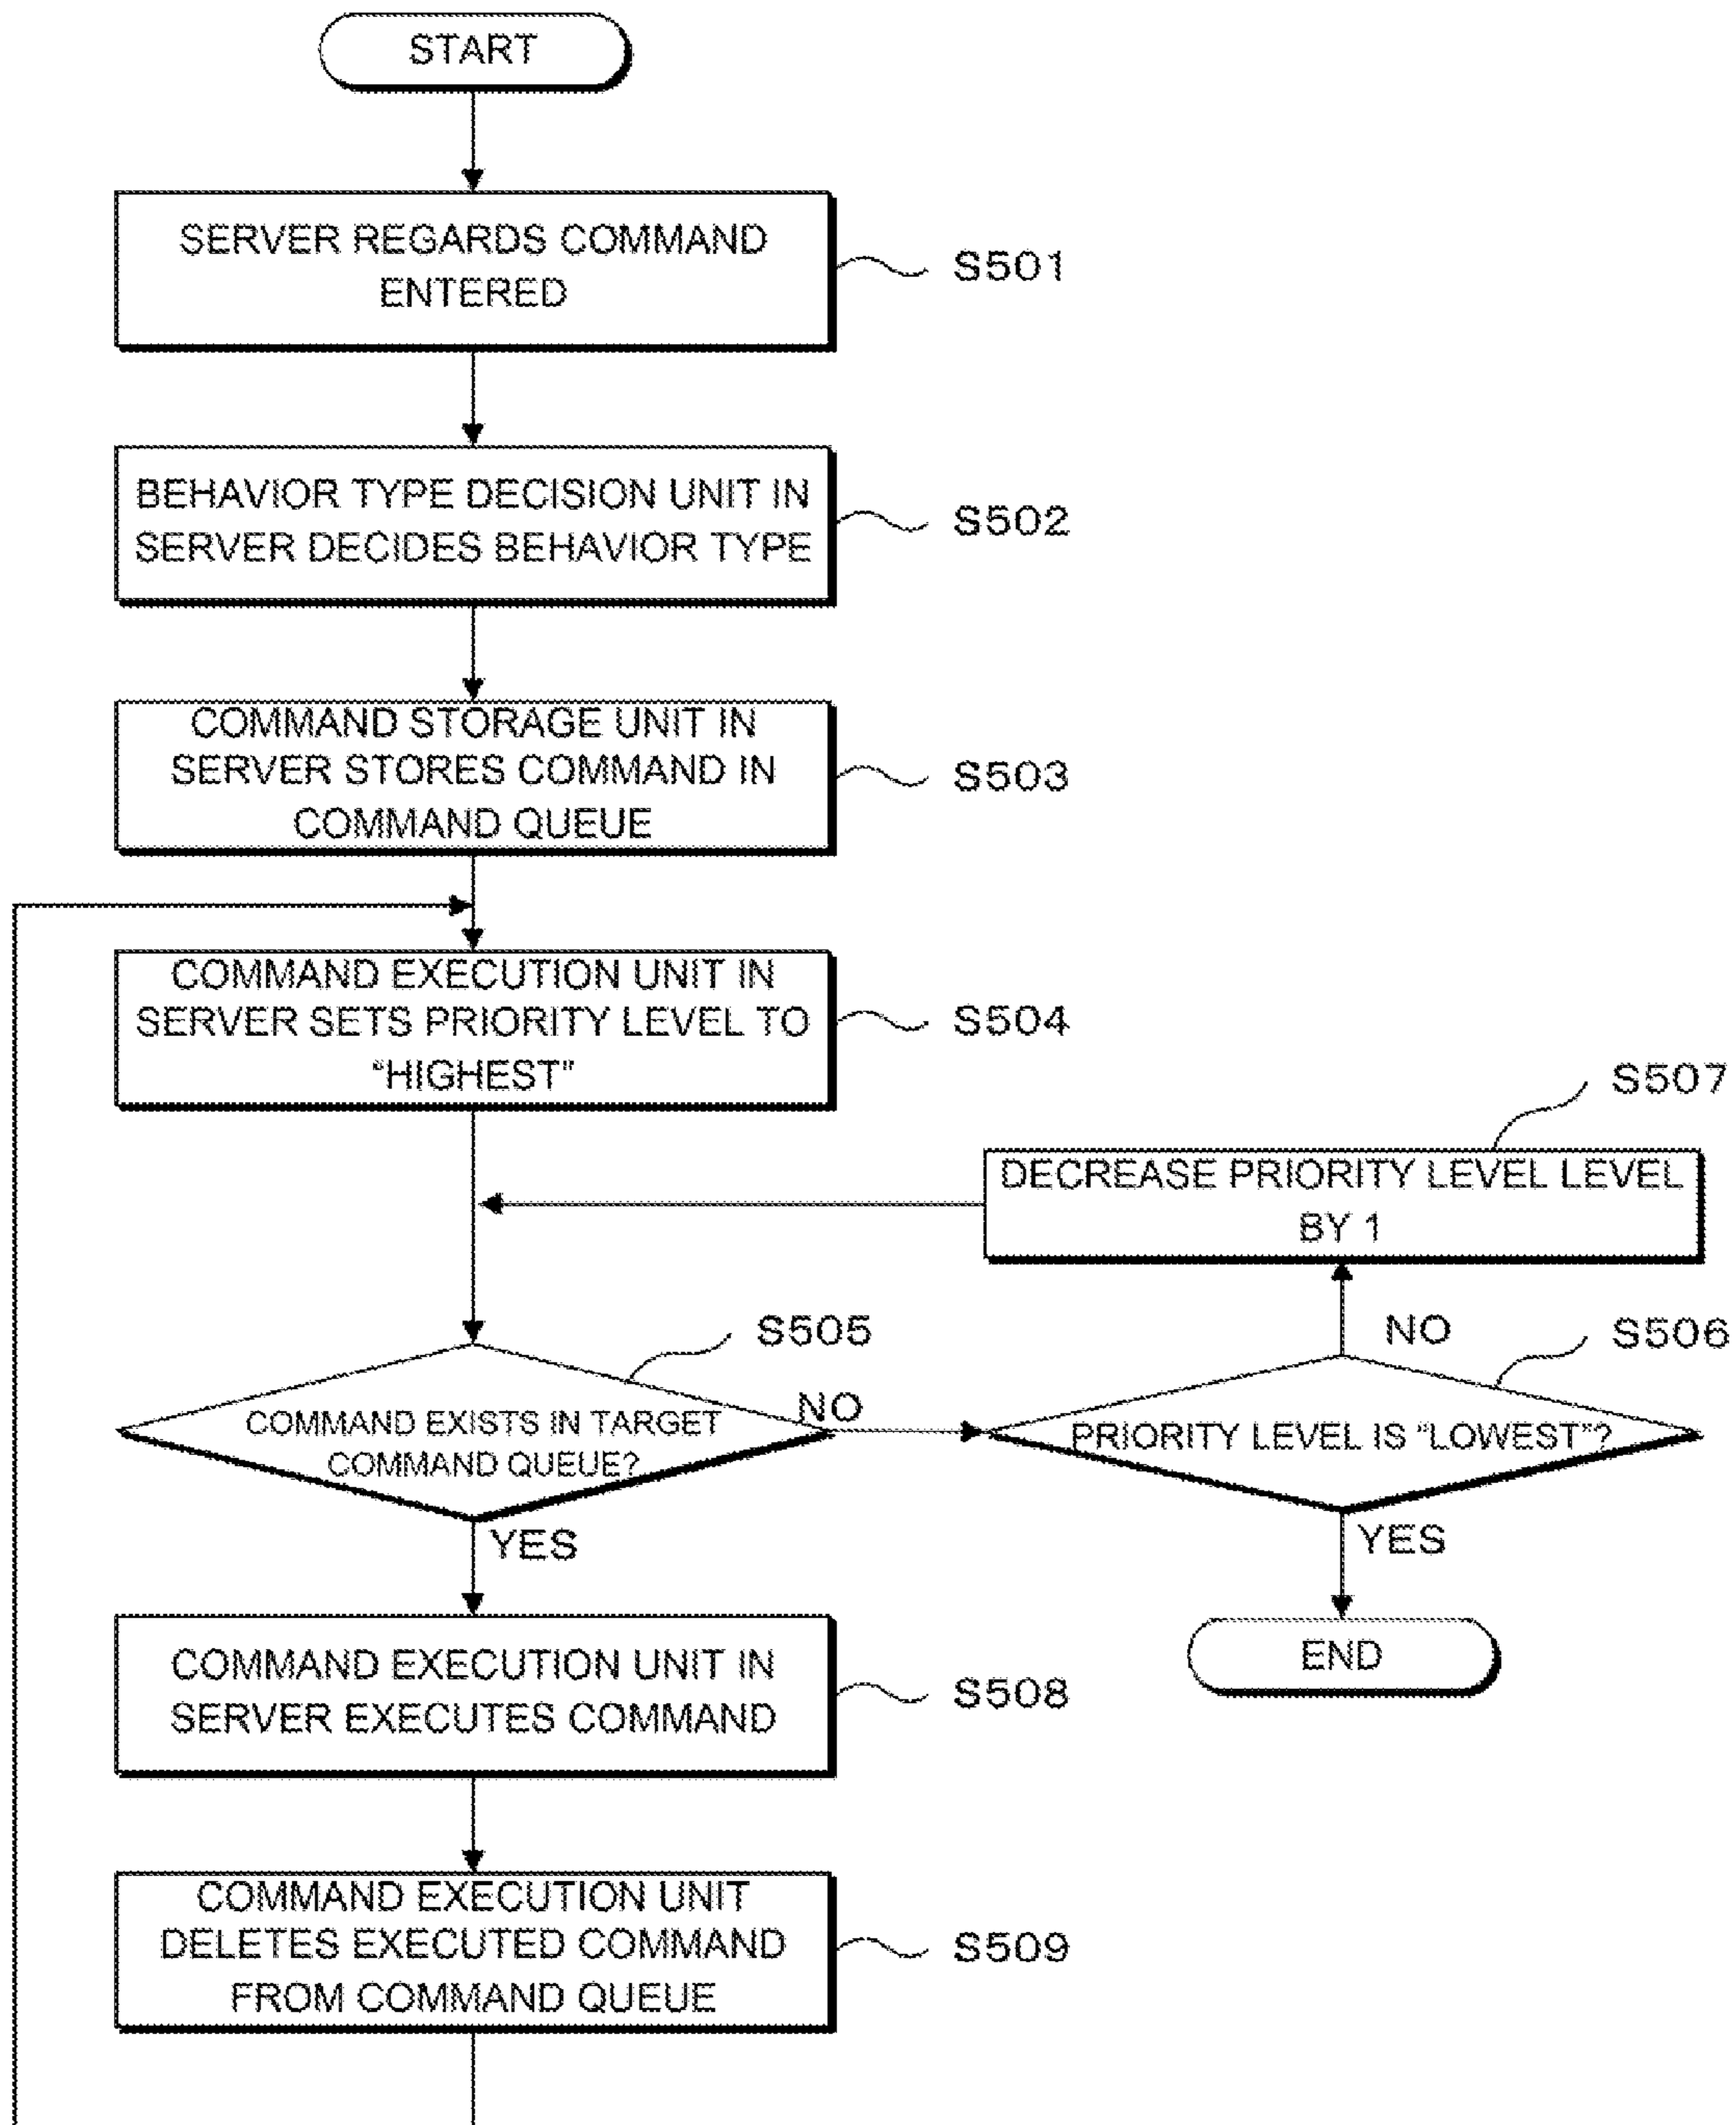 START
SERVER REGARDS COMMAND
ENTERED
S501
BEHAVIOR TYPE DECISION UNIT IN
SERVER DECIDES BEHAVIOR TYPE
S502
COMMAND STORAGE UNIT IN
SERVER STORES COMMAND IN
COMMAND QUEUE
S503
COMMAND EXECUTION UNIT IN
SERVER SETS PRIORITY LEVEL TO
“HIGHEST”
S504
S507
DECREASE PRIORITY LEVEL LEVEL
BY 1
S505
NO
S506
COMMAND EXISTS IN TARGET
COMMAND QUEUE?
NO
PRIORITY LEVEL IS “LOWEST”?
YES
YES
COMMAND EXECUTION UNIT IN
SERVER EXECUTES COMMAND
S508
END
COMMAND EXECUTION UNIT
DELETES EXECUTED COMMAND
FROM COMMAND QUEUE
S509